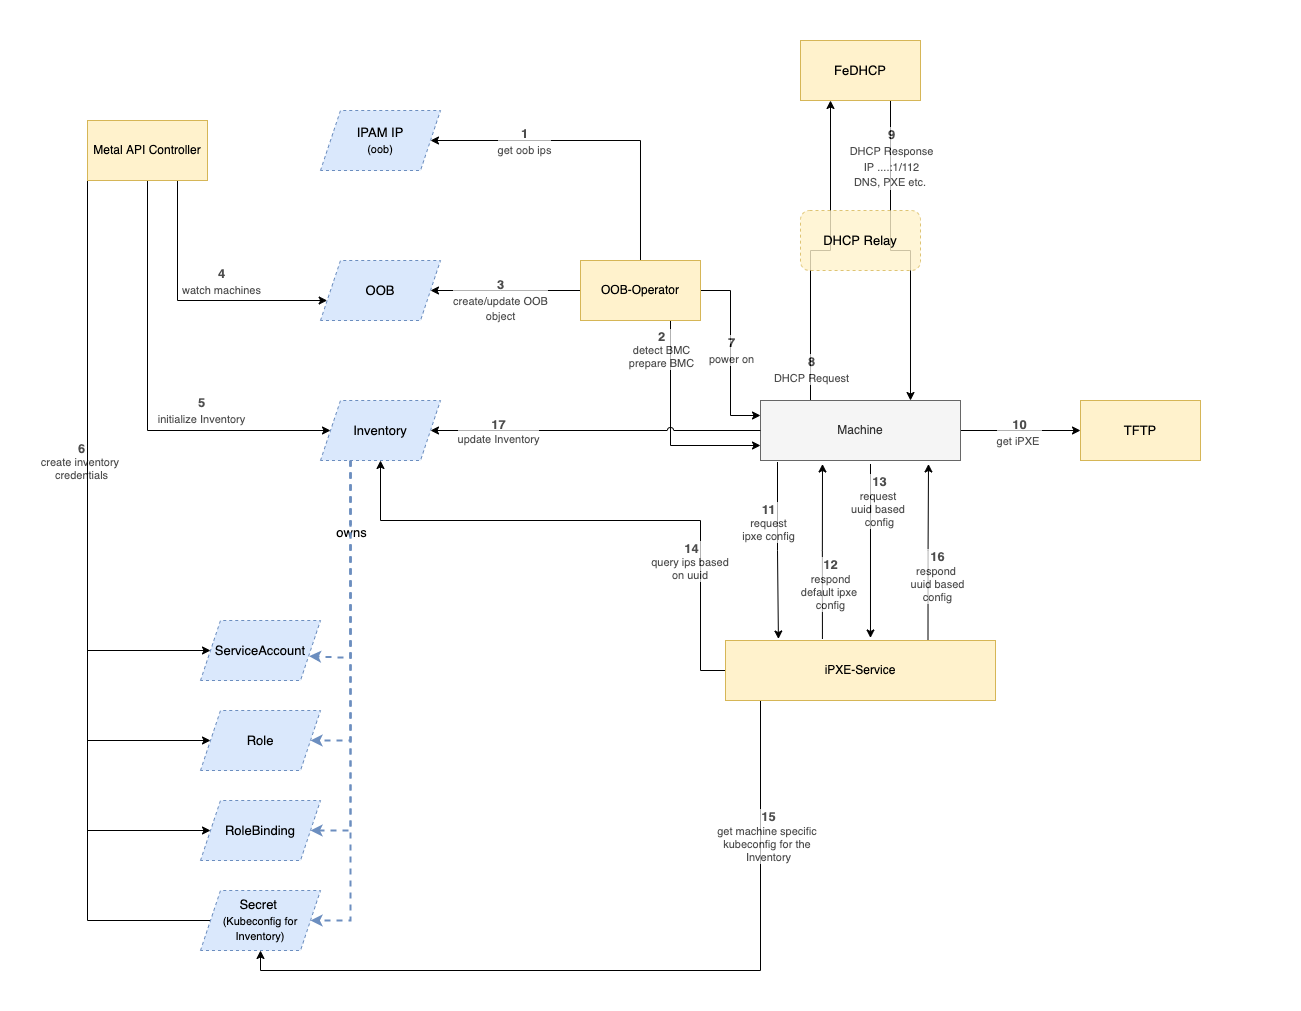 FeDHCP
9
DHCP Response
IP ....:1/112
DNS, PXE etc.
Metal API Controller
IPAM IP
(oob)
1
get oob ips
DHCP Relay
4
watch machines
OOB
3
create/update OOB
object
OOB-Operator
2
detect BMC
prepare BMC
7
power on
8
DHCP Request
5
initialize Inventory
Inventory
17
update Inventory
Machine
10
get iPXE
TFTP
6
create inventory
credentials
owns
11
request
ipxe config
13
request
uuid based
config
14
query ips based
on uuid
12
respond
default ipxe
config
16
respond
uuid based
config
ServiceAccount
iPXE-Service
Role
RoleBinding
15
get machine specific
kubeconfig for the
Inventory
Secret
(Kubeconfig for
Inventory)